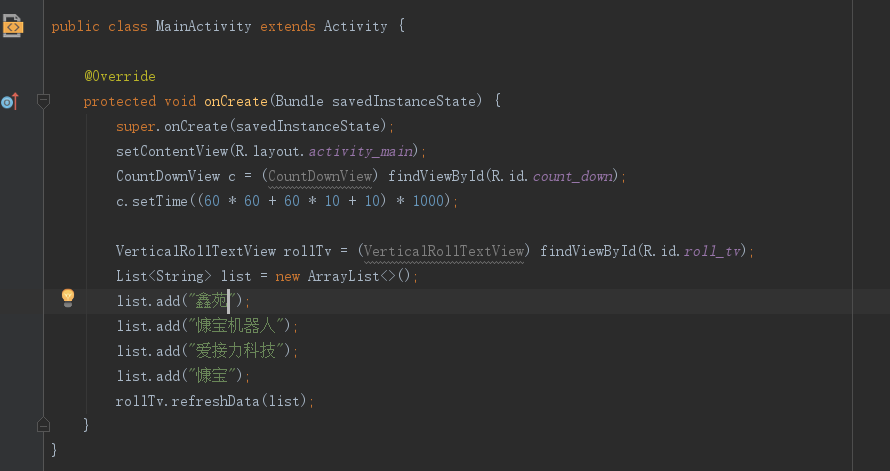 public class MainActivity extends Activity {
@Override
protected void onCreate(Bundle savedInstanceState) {
super.onCreate(savedInstanceState);
setContentView(R.layout.activity_main);
CountDownView c = (CountDownView) findViewById(R.id.count_down);
c.setTime((60 * 60 + 60 * 10 + 10) * 1000);
VerticalRollTextView rollTv = (VerticalRollTextView) findViewById(R.id.roll_tv);
List<String> list = new ArrayList<>();
list.add("鑫苑");
list.add("慷宝机器人");
list.add("爱接力科技");
list.add("慷宝");
rollTv.refreshData(list);
}
}